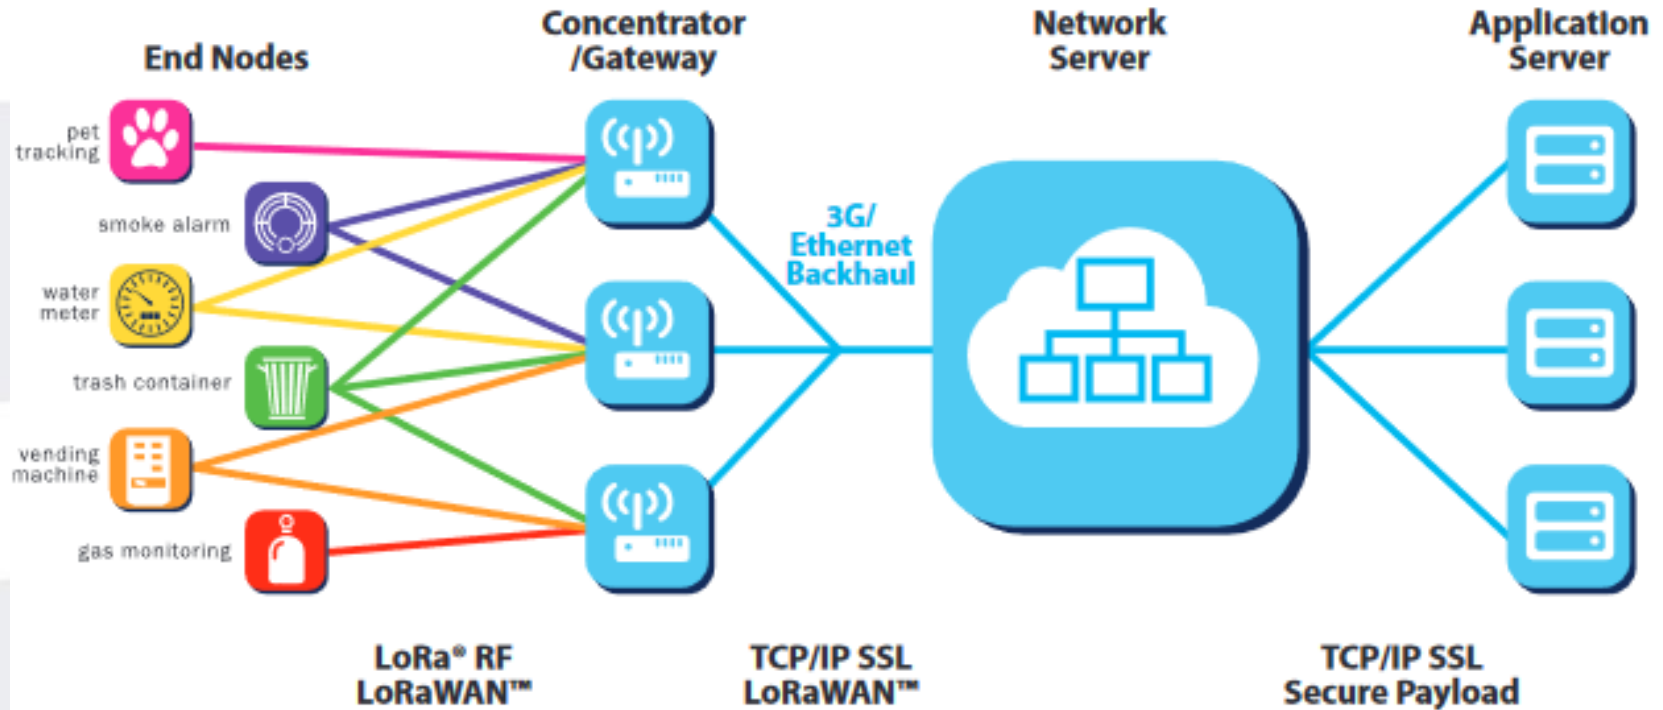 End Nodes
Concentrator
/Gateway
Network
Server
Application
Server
pet
tracking
smoke alarm
water
meter
trash container
vending
machine
gas monitoring
3G/
Ethernet
Backhaul
LoRa® RF
LoRaWAN™
TCP/IP SSL
LoRaWAN™
TCP/IP SSL
Secure Payload